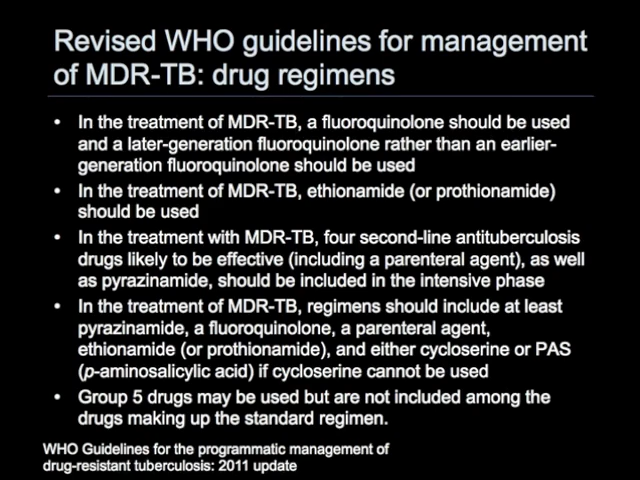 Revised WHO guidelines for management
of MDR-TB: drug regimens
• In the treatment of MDR-TB, a fluoroquinolone should be used
and a later-generation fluoroquinolone rather than an earlier-
generation fluoroquinolone should be used
• In the treatment of MDR-TB, ethionamide (or prothionamide)
should be used
• In the treatment with MDR-TB, four second-line antituberculosis
drugs likely to be effective (including a parenteral agent), as well
as pyrazinamide, should be included in the intensive phase
• In the treatment of MDR-TB, regimens should include at least
pyrazinamide, a fluoroquinolone, a parenteral agent,
ethionamide (or prothionamide), and either cycloserine or PAS
(p-aminosalicylic acid) if cycloserine cannot be used
• Group 5 drugs may be used but are not included among the
drugs making up the standard regimen.
WHO Guidelines for the programmatic management of
drug-resistant tuberculosis: 2011 update